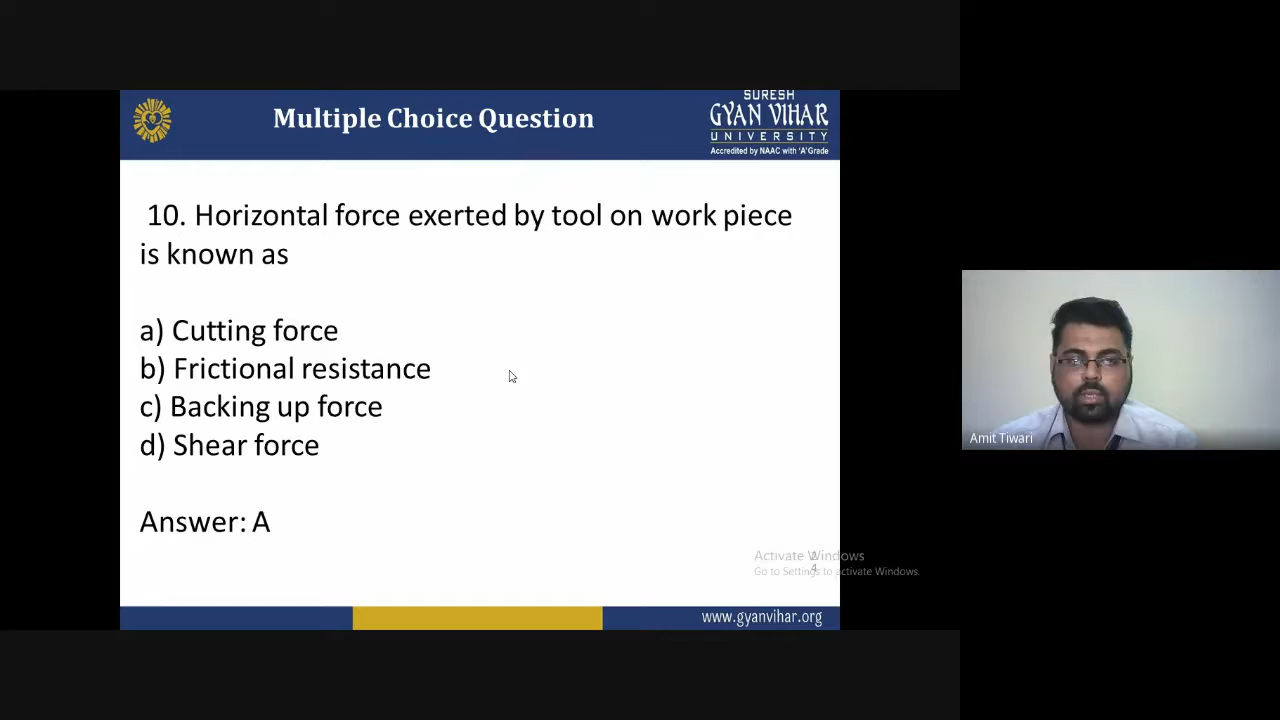 SURESH
Multiple Choice Question
GYAN VIHAR
UNIVERSITY
Accredited by NAAC with 'A' Grade
10. Horizontal force exerted by tool on work piece
is known as
a) Cutting force
b) Frictional resistance
c) Backing up force
d) Shear force
Answer: A
Amit Tiwari
Activate Windows
2
4
Go to Settings to activate Windows.
www.gyanvihar.org